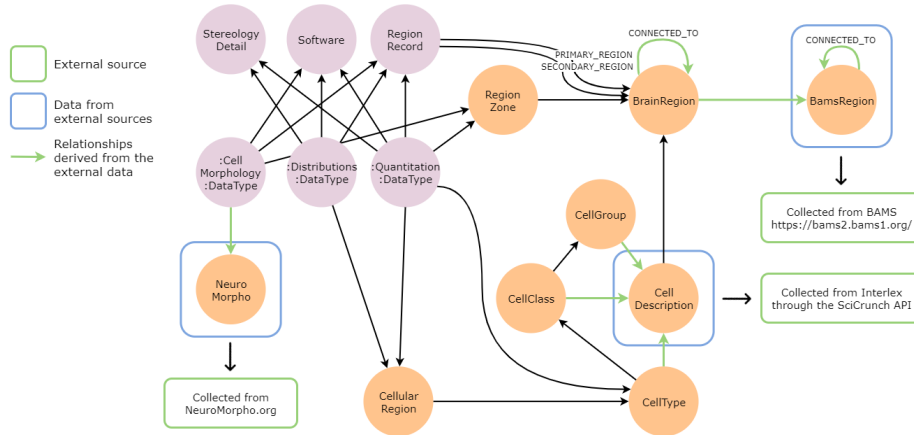 Stereology
Detail
Software
Region
Record
CONNECTED_TO
CONNECTED_TO
PRIMARY_REGION
SECONDARY_REGION
External source
Data from
external sources
Relationships
derived from the
external data
Region
Zone
BrainRegion
BamsRegion
:Cell
Morphology
:DataType
:Distributions
:DataType
:Quantitation
:DataType
CellGroup
Collected from BAMS
https://bams2.bams1.org/
Neuro
Morpho
CellClass
Cell
Description
Collected from Interlex
through the SciCrunch API
Collected from
NeuroMorpho.org
Cellular
Region
CellType